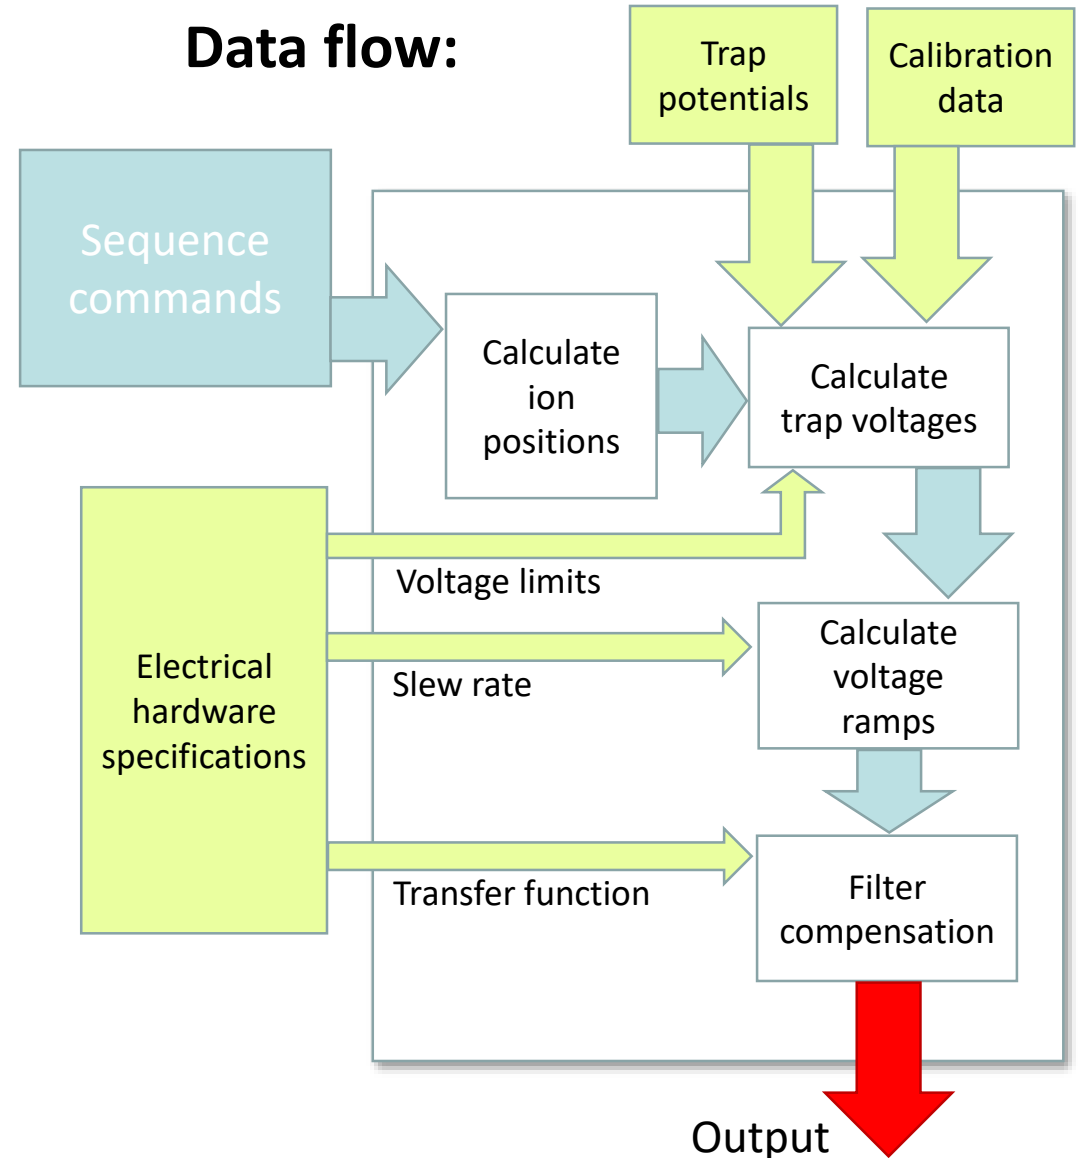 Data flow:
Trap
potentials
Calibration
data
Sequence
commands
Calculate
ion
positions
Calculate
trap voltages
Voltage limits
Electrical
hardware
specifications
Slew rate
Calculate
voltage
ramps
Transfer function
Filter
compensation
Output